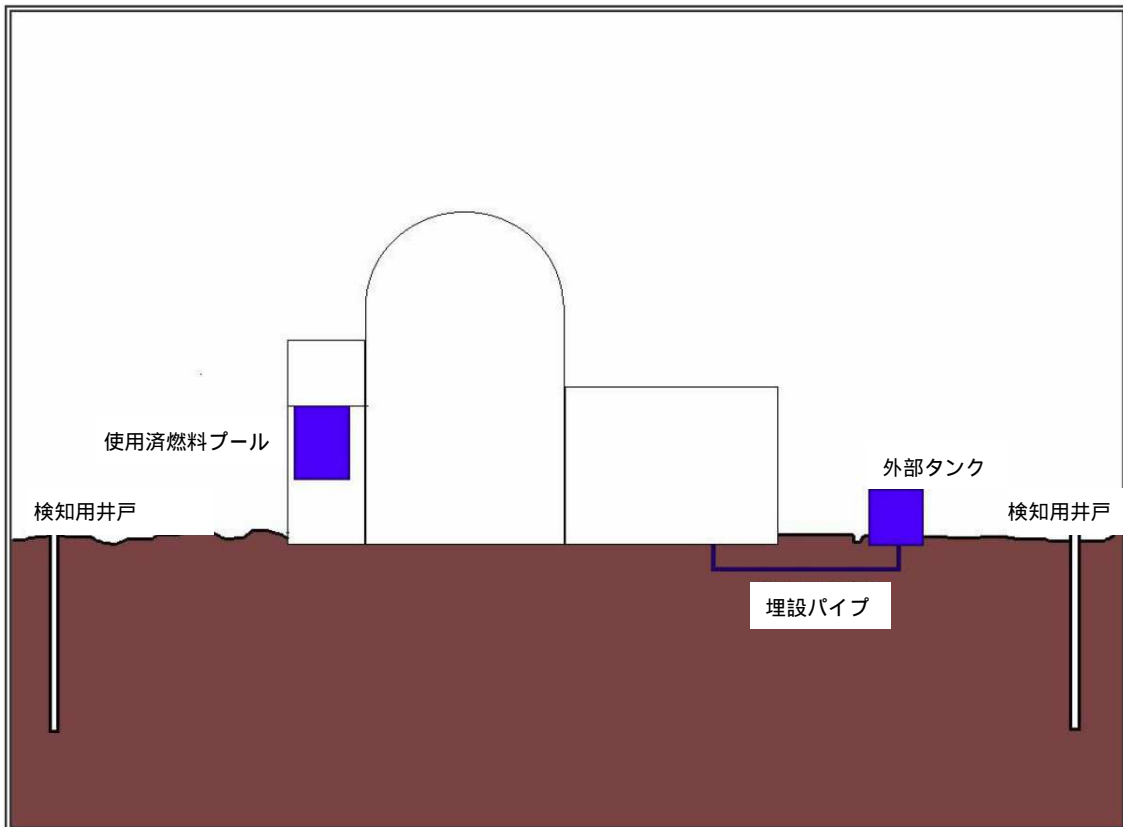 使用済燃料プール
外部タンク
検知用井戸
検知用井戸
埋設パイプ